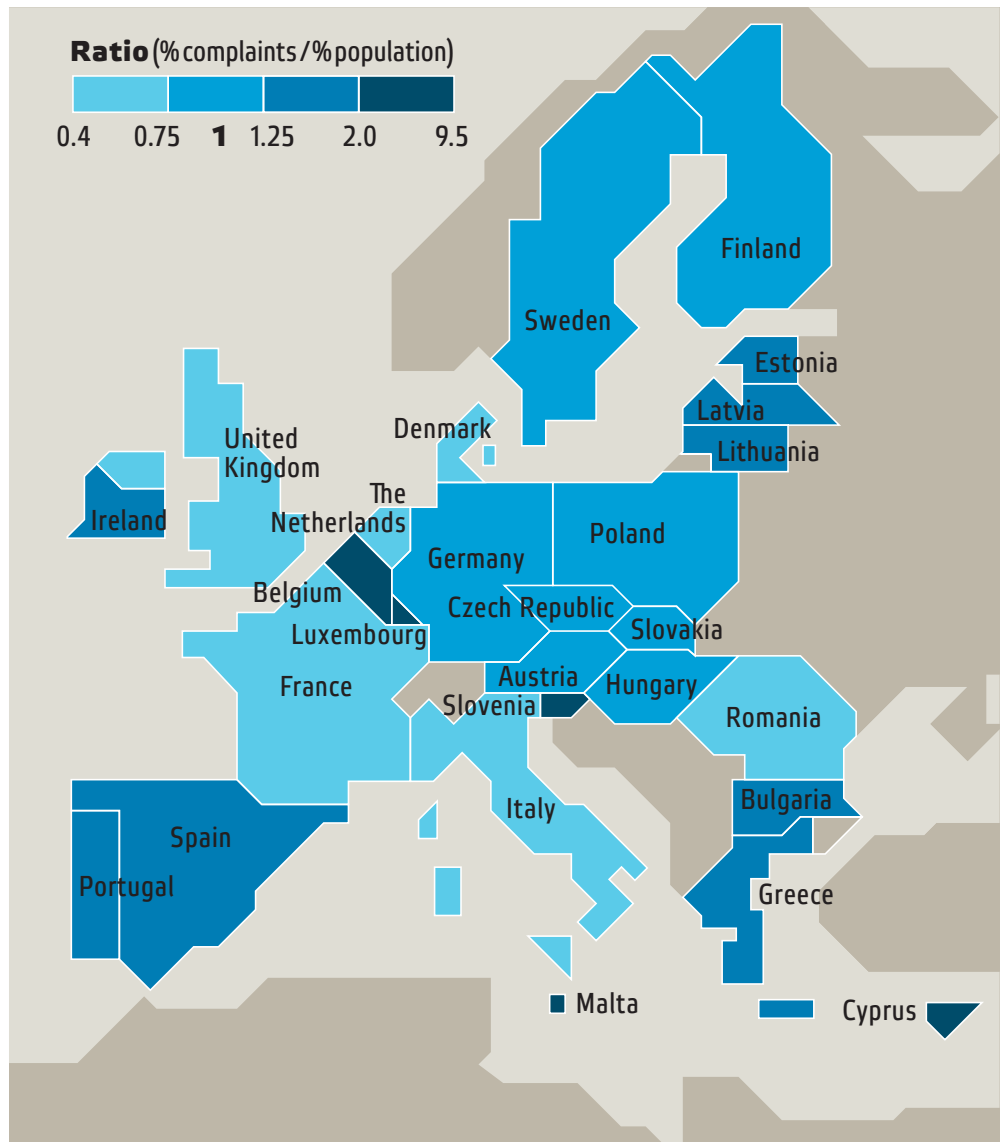 Ratio (% complaints / % population)
0.4 0.75 1 1.25 2.0 9.5
Finland
Sweden
Estonia
Latvia
Lithuania
Denmark
United
Kingdom
The
Netherlands
Ireland
Germany
Poland
Belgium
Czech Republic
Luxembourg
Slovakia
France
Austria
Hungary
Slovenia
Romania
Bulgaria
Italy
Spain
Portugal
Greece
Malta
Cyprus